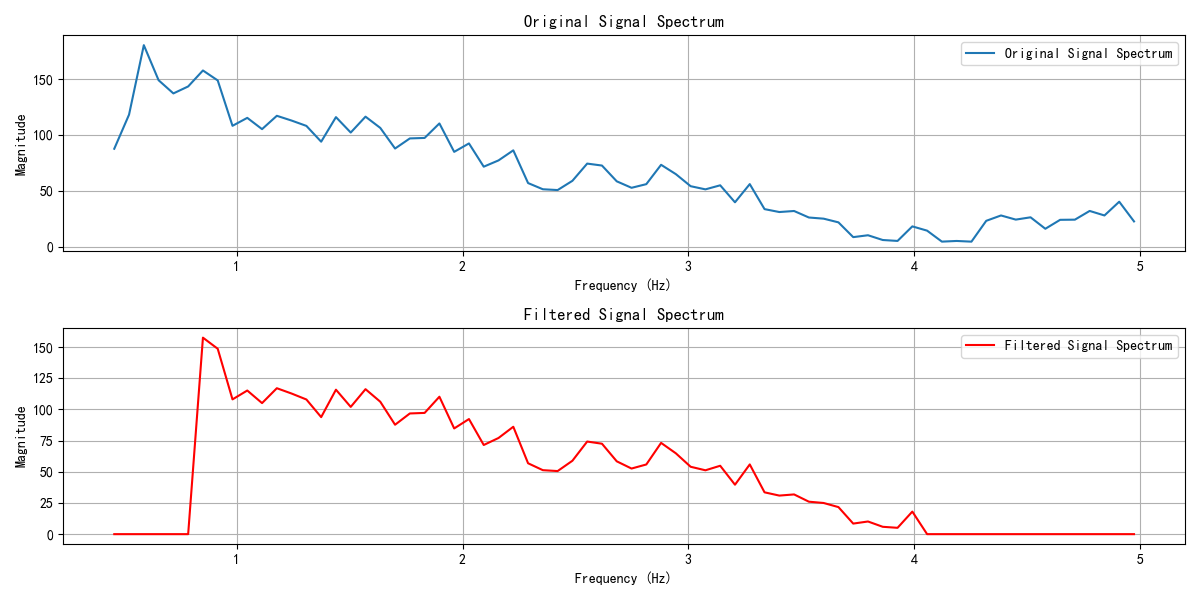 Original Signal Spectrum
Original Signal Spectrum
Magnitude
150
100
50
0
1 2 3 4 5
Frequency (Hz)
Filtered Signal Spectrum
Filtered Signal Spectrum
Magnitude
150
125
100
75
50
25
0
1 2 3 4 5
Frequency (Hz)